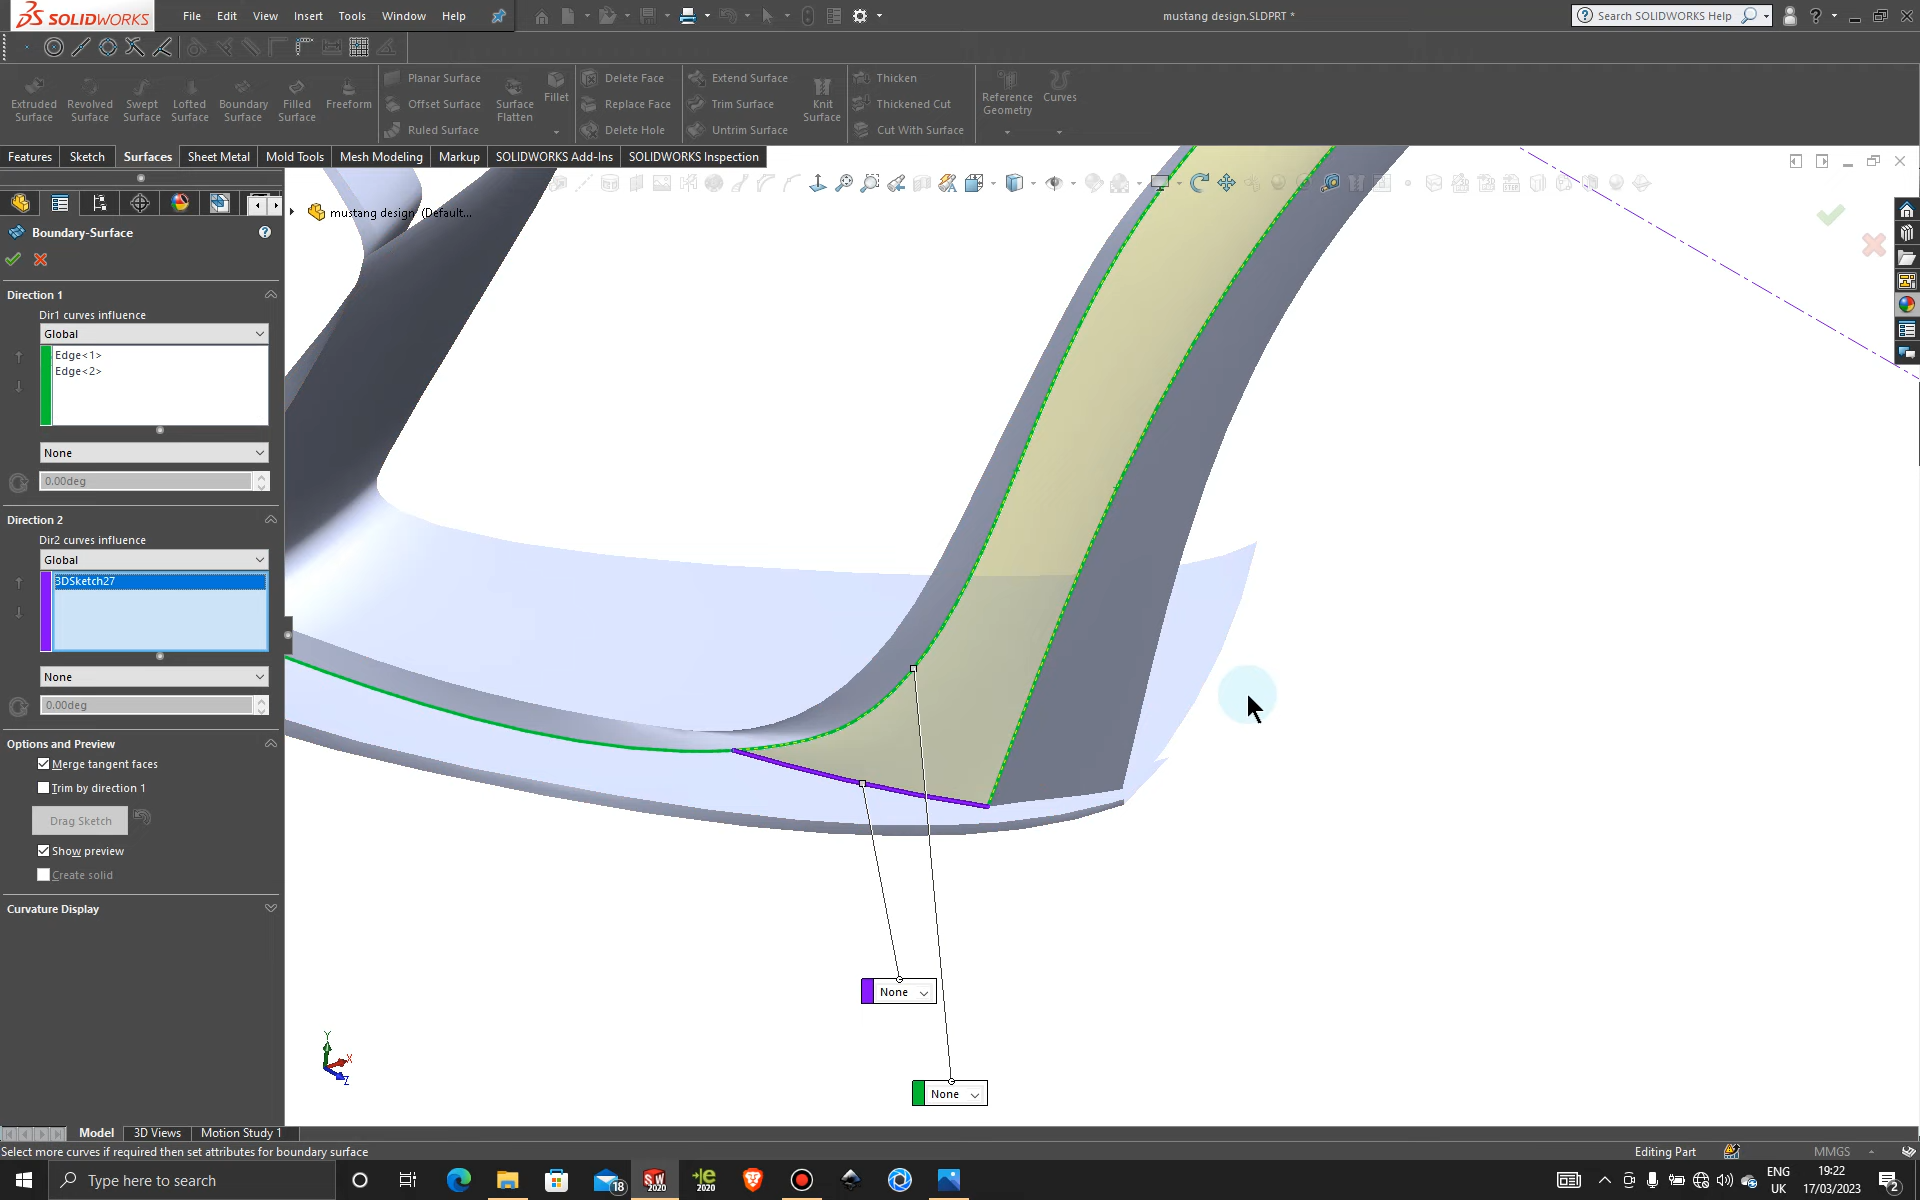 SOLIDWORKS File Edit View Insert Tools Window Help mustang design.SLDPRT * Search SOLIDWORKS Help ?
Extruded Surface
Revolved Surface
Swept Surface
Lofted Surface
Boundary Surface
Filled Surface
Freeform
Planar Surface
Offset Surface
Ruled Surface
Surface Flatten
Fillet
Delete Face
Replace Face
Delete Hole
Extend Surface
Trim Surface
Untrim Surface
Knit Surface
Thicken
Thickened Cut
Cut With Surface
Reference Geometry
Curves
Features Sketch Surfaces Sheet Metal Mold Tools Mesh Modeling Markup SOLIDWORKS Add-Ins SOLIDWORKS Inspection
mustang design (Default...
Boundary-Surface
Direction 1
Dir1 curves influence
Global
Edge<1>
Edge<2>
None
0.00deg
Direction 2
Dir2 curves influence
Global
3DSketch27
None
0.00deg
Options and Preview
Merge tangent faces
Trim by direction 1
Drag Sketch
Show preview
Create solid
Curvature Display
None
None
Y
X
Z
Model 3D Views Motion Study 1
Select more curves if required then set attributes for boundary surface Editing Part MMGS
Type here to search
18
SW 2020
2020
ENG
UK
19:22
17/03/2023
2